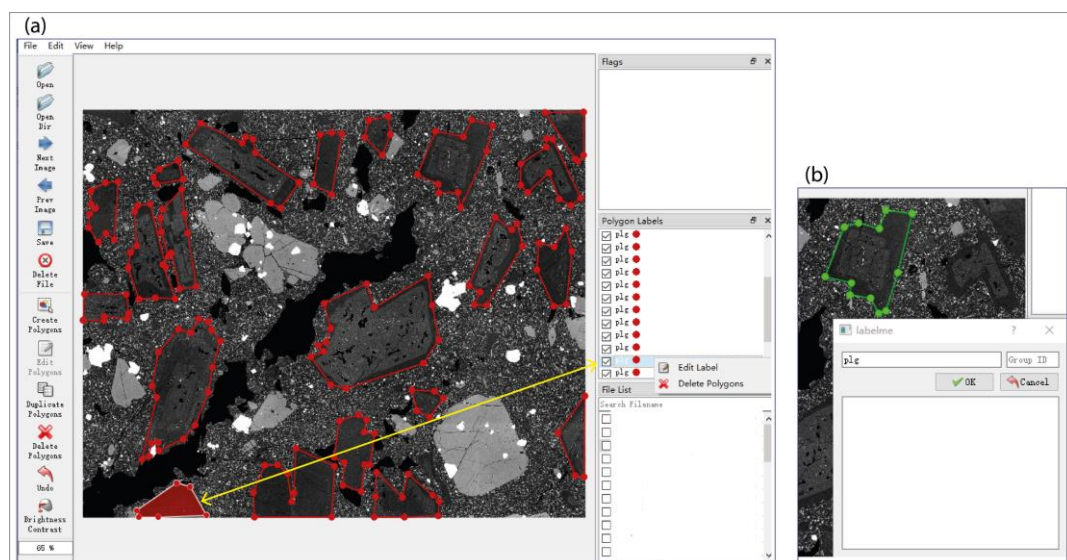 (a)
File Edit View Help
Open
Open
Dir
Next
Image
Prev
Image
Save
Delete
File
Create
Polygons
Edit
Polygons
Duplicate
Polygons
Delete
Polygons
Undo
Brightness
Contrast
65 %
Flags
Polygon Labels
plg
plg
plg
plg
plg
plg
plg
plg
plg
plg
plg
plg
Edit Label
Delete Polygons
File List
Search Filename
(b)
labelme
plg
Group ID
OK
Cancel